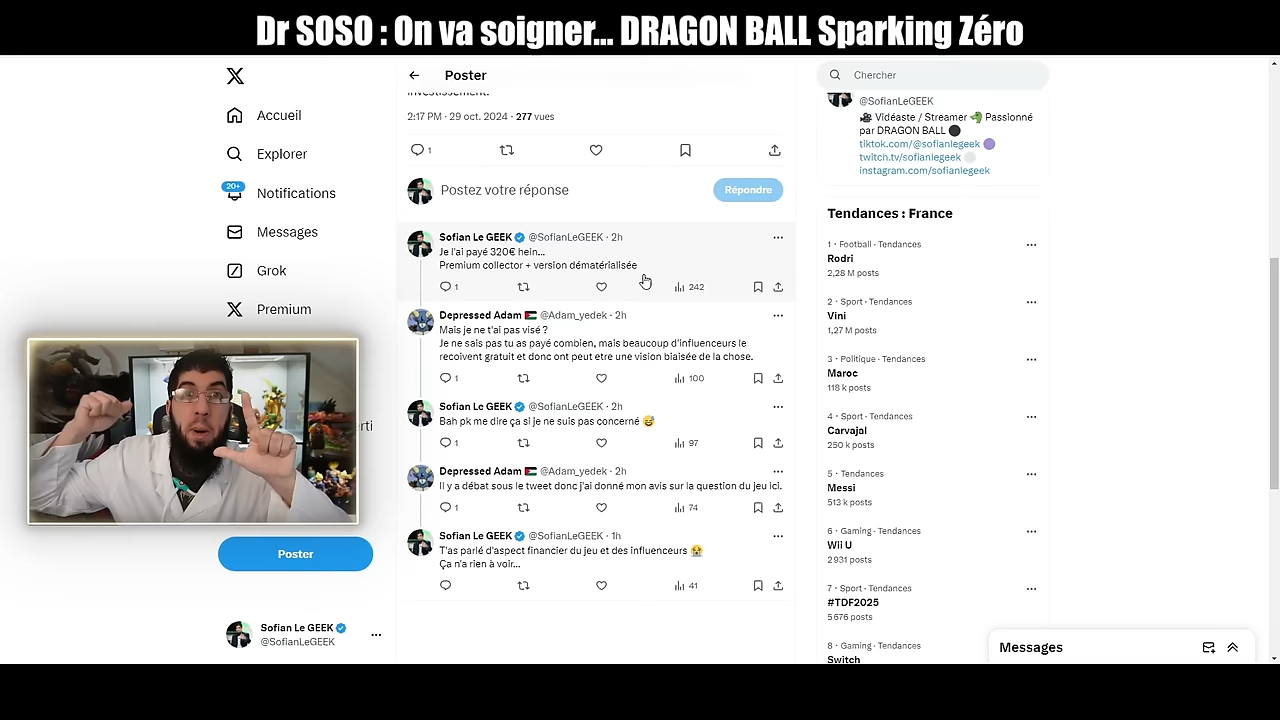 Dr SOSO : On va soigner... DRAGON BALL Sparking Zéro
Accueil
Explorer
20+
Notifications
Messages
Grok
Premium
rti
Poster
Sofian Le GEEK
@SofianLeGEEK
Poster
investissement.
2:17 PM · 29 oct. 2024 · 277 vues
1
Postez votre réponse
Répondre
Sofian Le GEEK @SofianLeGEEK · 2h
Je l'ai payé 320€ hein...
Premium collector + version dématérialisée
1 242
Depressed Adam @Adam_yedek · 2h
Mais je ne t'ai pas visé ?
Je ne sais pas tu as payé combien, mais beaucoup d'influenceurs le
recoivent gratuit et donc ont peut etre une vision biaisée de la chose.
1 100
Sofian Le GEEK @SofianLeGEEK · 2h
Bah pk me dire ça si je ne suis pas concerné 😅
1 97
Depressed Adam @Adam_yedek · 2h
Il y a débat sous le tweet donc j'ai donné mon avis sur la question du jeu ici.
1 74
Sofian Le GEEK @SofianLeGEEK · 1h
T'as parlé d'aspect financier du jeu et des influenceurs 😭
Ça n'a rien à voir...
41
Chercher
@SofianLeGEEK
🎥 Vidéaste / Streamer 🐉 Passionné
par DRAGON BALL ⚫
tiktok.com/@sofianlegeek 🟣
twitch.tv/sofianlegeek ⚪
instagram.com/sofianlegeek
Tendances : France
1 · Football · Tendances
Rodri
2,28 M posts
2 · Sport · Tendances
Vini
1,27 M posts
3 · Politique · Tendances
Maroc
118 k posts
4 · Sport · Tendances
Carvajal
250 k posts
5 · Tendances
Messi
513 k posts
6 · Gaming · Tendances
Wii U
2 931 posts
7 · Sport · Tendances
#TDF2025
5 676 posts
8 · Gaming · Tendances
Switch
Messages